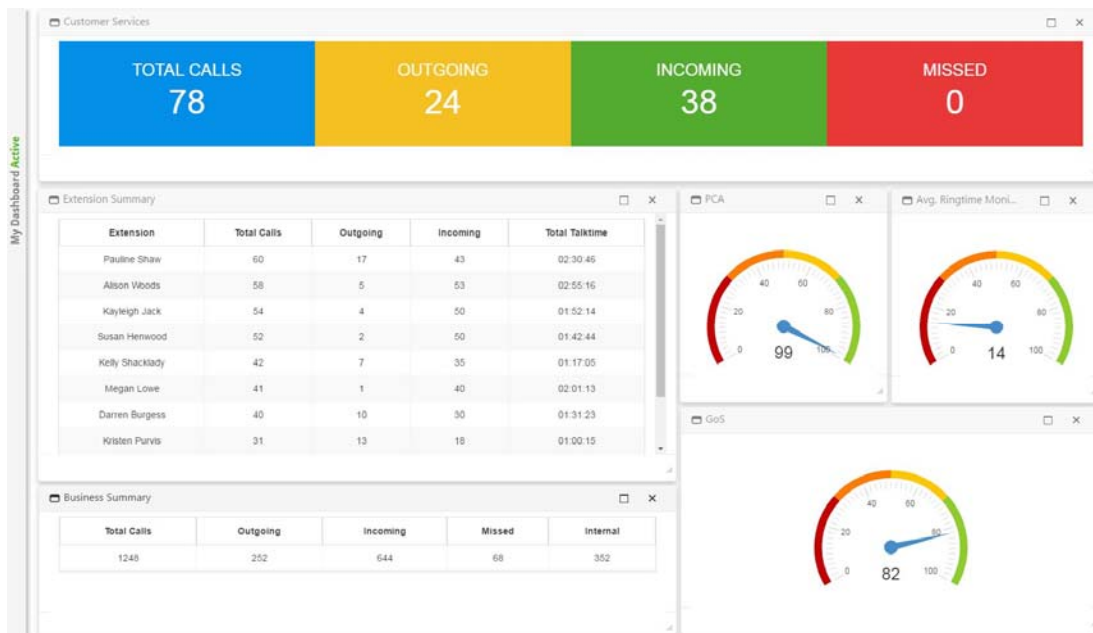 My Dashboard Active
Customer Services
TOTAL CALLS OUTGOING INCOMING MISSED
78 24 38 0
Extension Summary
Extension Total Calls Outgoing Incoming Total Talktime
Pauline Shaw 60 17 43 02:30:46
Alison Woods 58 5 53 02:55:16
Kayleigh Jack 54 4 50 01:52:14
Susan Henwood 52 2 50 01:42:44
Kelly Shacklady 42 7 35 01:17:05
Megan Lowe 41 1 40 02:01:13
Darren Burgess 40 10 30 01:31:23
Kristen Purvis 31 13 18 01:00:15
PCA
40 60
20 80
0 99 100
Avg. Ringtime Moni...
40 60
20 80
0 14 100
Business Summary
Total Calls Outgoing Incoming Missed Internal
1248 252 644 68 352
GoS
40 60
20 80
0 82 100